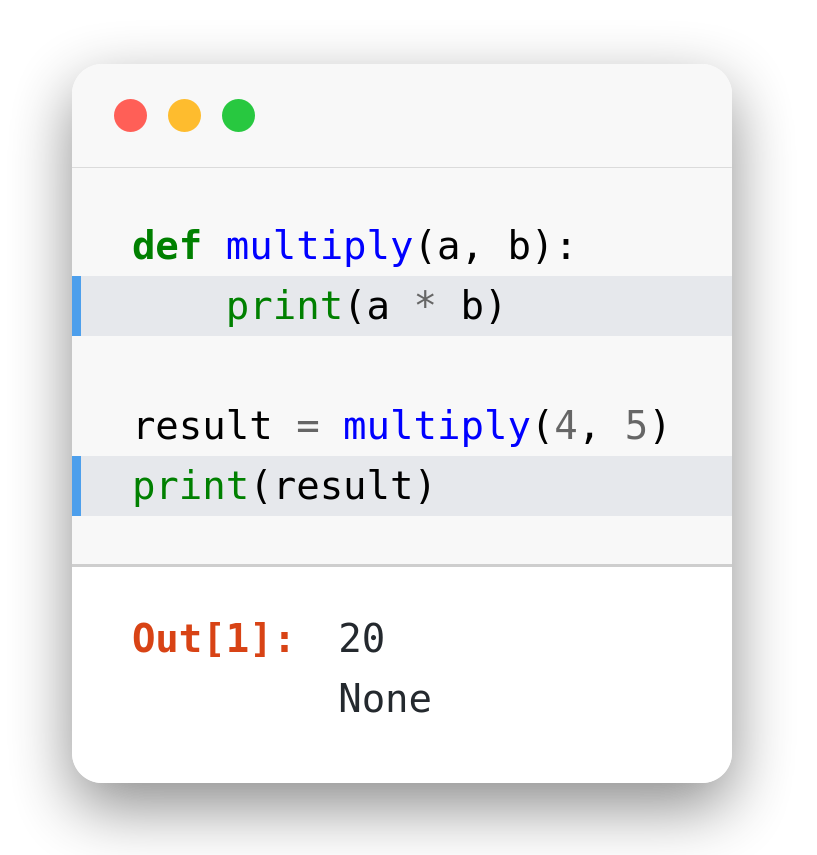 def multiply(a, b):
    print(a * b)

result = multiply(4, 5)
print(result)

Out[1]: 20
        None